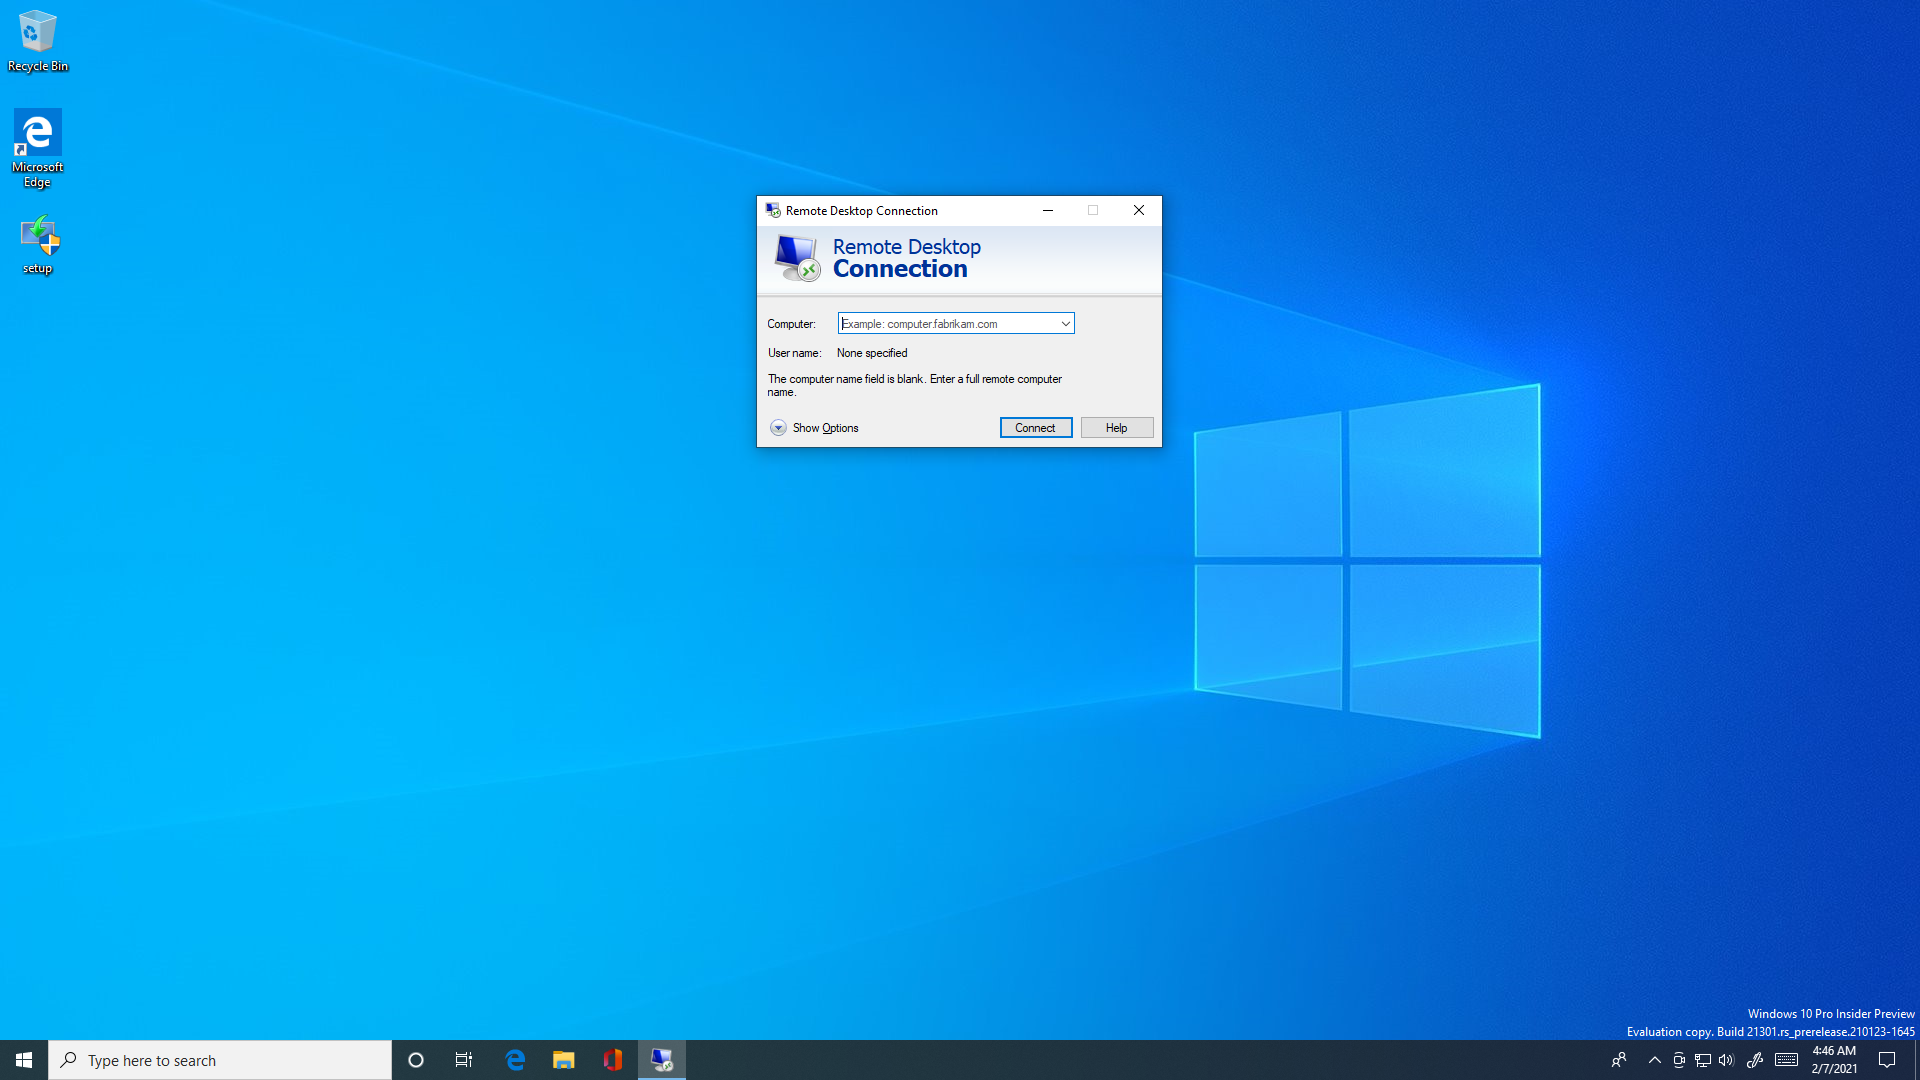 Recycle Bin
Microsoft
Edge
setup
Remote Desktop Connection
Remote Desktop
Connection
Computer: Example: computer.fabrikam.com
User name: None specified
The computer name field is blank. Enter a full remote computer
name.
Show Options Connect Help
Windows 10 Pro Insider Preview
Evaluation copy. Build 21301.rs_prerelease.210123-1645
Type here to search
4:46 AM
2/7/2021